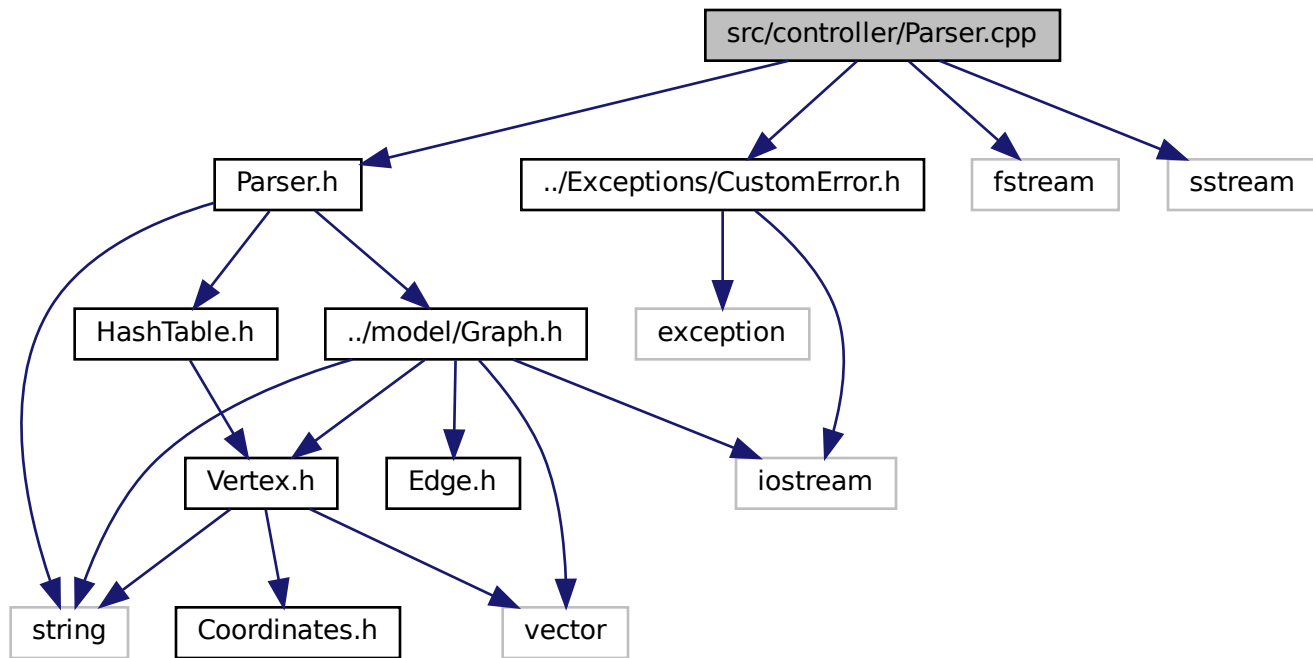 src/controller/Parser.cpp
Parser.h
../Exceptions/CustomError.h
fstream
sstream
HashTable.h
../model/Graph.h
exception
Vertex.h
Edge.h
iostream
string
Coordinates.h
vector